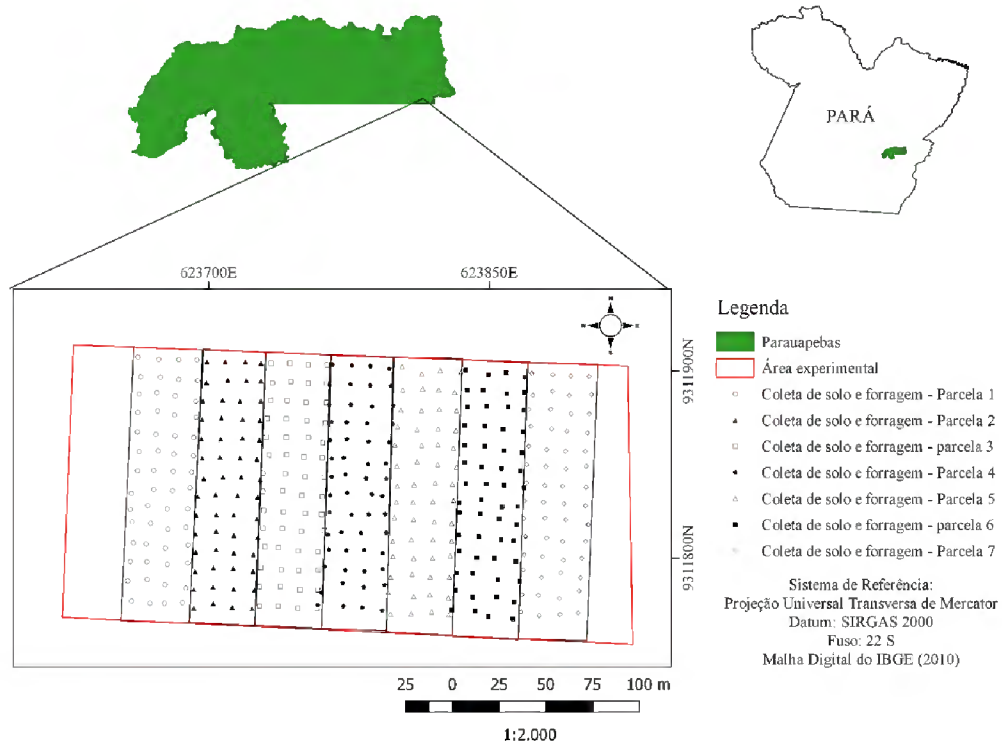 PARÁ
623700E
623850E
9311900N
9311800N
Legenda
Parauapebas
Área experimental
Coleta de solo e forragem - Parcela 1
Coleta de solo e forragem - Parcela 2
Coleta de solo e forragem - parcela 3
Coleta de solo e forragem - Parcela 4
Coleta de solo e forragem - Parcela 5
Coleta de solo e forragem - parcela 6
Coleta de solo e forragem - Parcela 7
Sistema de Referência:
Projeção Universal Transversa de Mercator
Datum: SIRGAS 2000
Fuso: 22 S
Malha Digital do IBGE (2010)
25 0 25 50 75 100 m
1:2.000